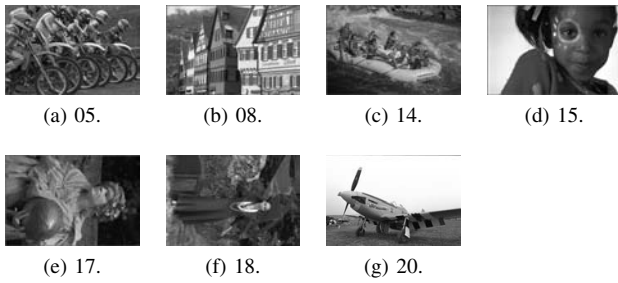 (a) 05.
(b) 08.
(c) 14.
(d) 15.
(e) 17.
(f) 18.
(g) 20.